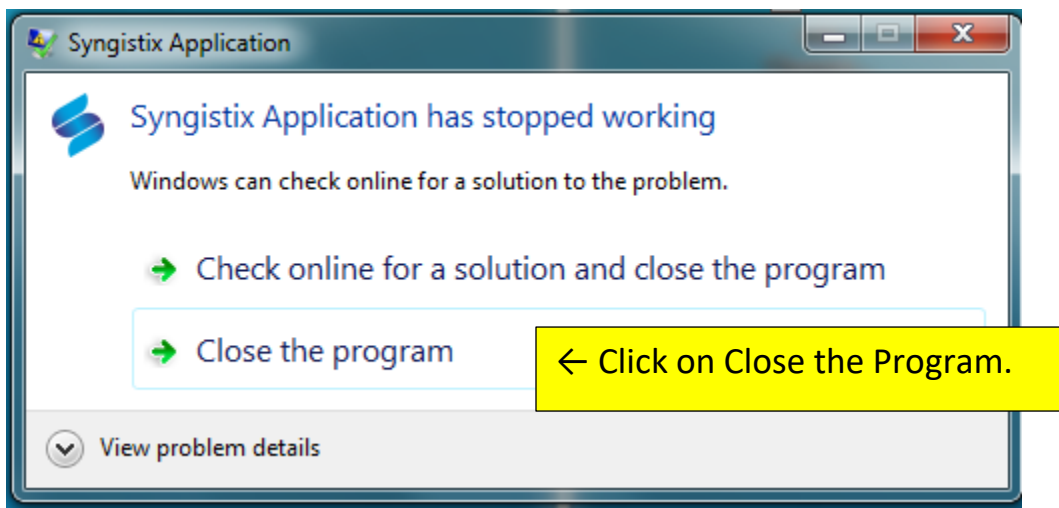 Syngistix Application
Syngistix Application has stopped working
Windows can check online for a solution to the problem.
Check online for a solution and close the program
Close the program
← Click on Close the Program.
View problem details